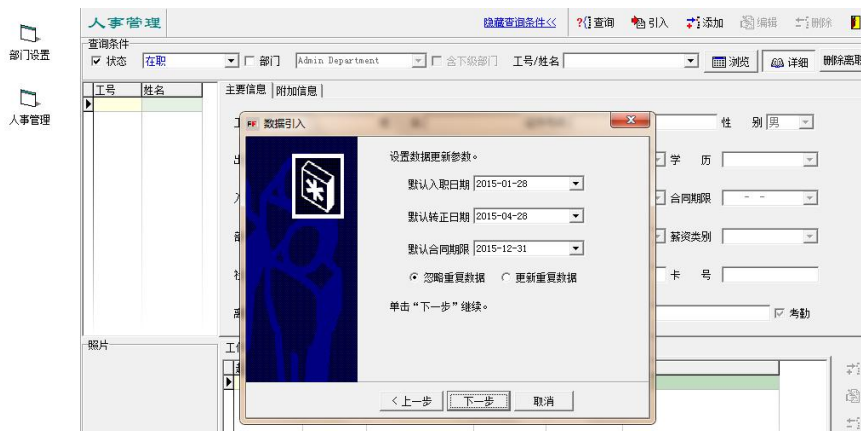 人事管理 隐藏查询条件<< ?{}查询 引入 添加 编辑 删除
部门设置
人事管理
查询条件
状态 在职 部门 Admin Department 含下级部门 工号/姓名 浏览 详细 删除离职
工号 姓名
主要信息 附加信息
性 别 男
学 历
合同期限 - -
薪资类别
卡 号
考勤
照片
FF 数据引入
设置数据更新参数。
默认入职日期 2015-01-28
默认转正日期 2015-04-28
默认合同期限 2015-12-31
忽略重复数据 更新重复数据
单击“下一步”继续。
<上一步 下一步 取消